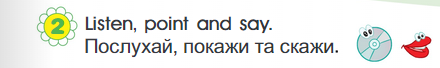 2 Listen, point and say.
Послухай, покажи та скажи.